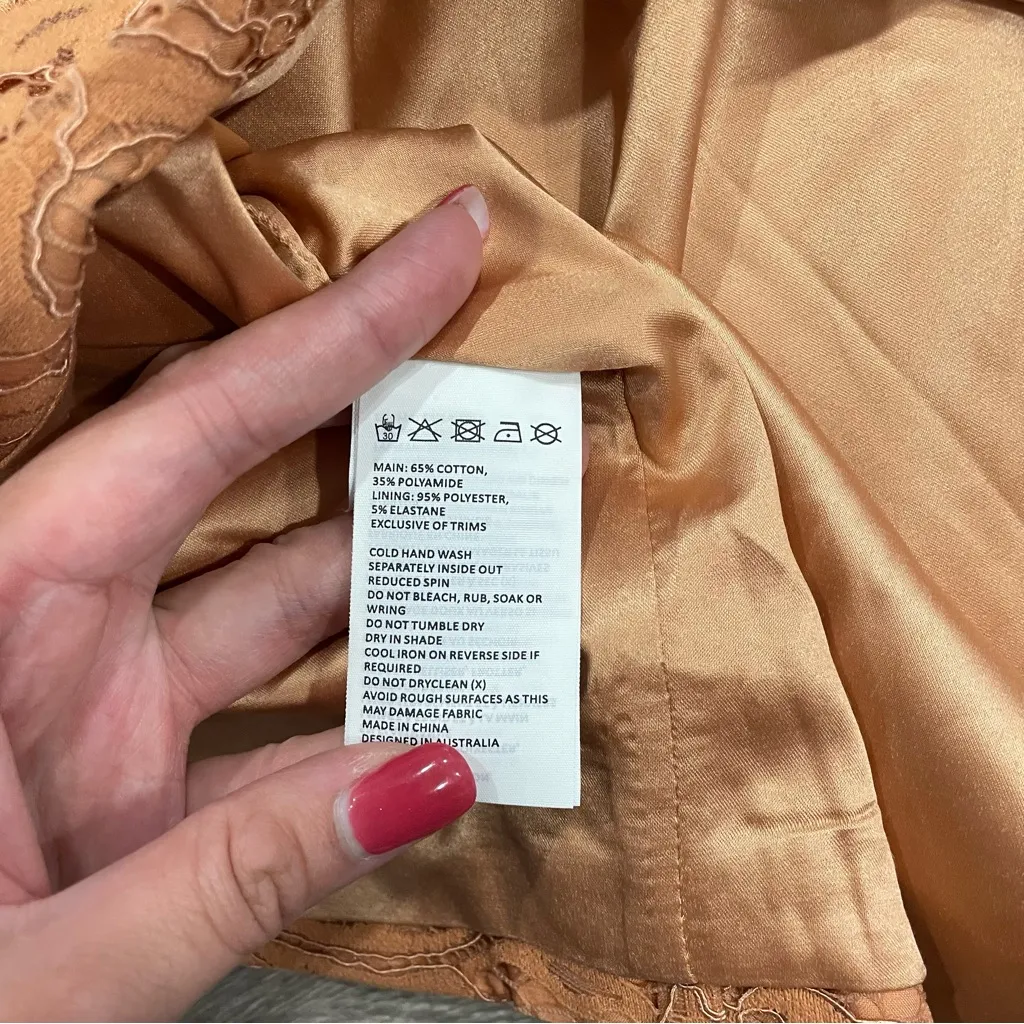 30
MAIN: 65% COTTON,
35% POLYAMIDE
LINING: 95% POLYESTER,
5% ELASTANE
EXCLUSIVE OF TRIMS
COLD HAND WASH
SEPARATELY INSIDE OUT
REDUCED SPIN
DO NOT BLEACH, RUB, SOAK OR
WRING
DO NOT TUMBLE DRY
DRY IN SHADE
COOL IRON ON REVERSE SIDE IF
REQUIRED
DO NOT DRYCLEAN (X)
AVOID ROUGH SURFACES AS THIS
MAY DAMAGE FABRIC
MADE IN CHINA
DESIGNED IN AUSTRALIA